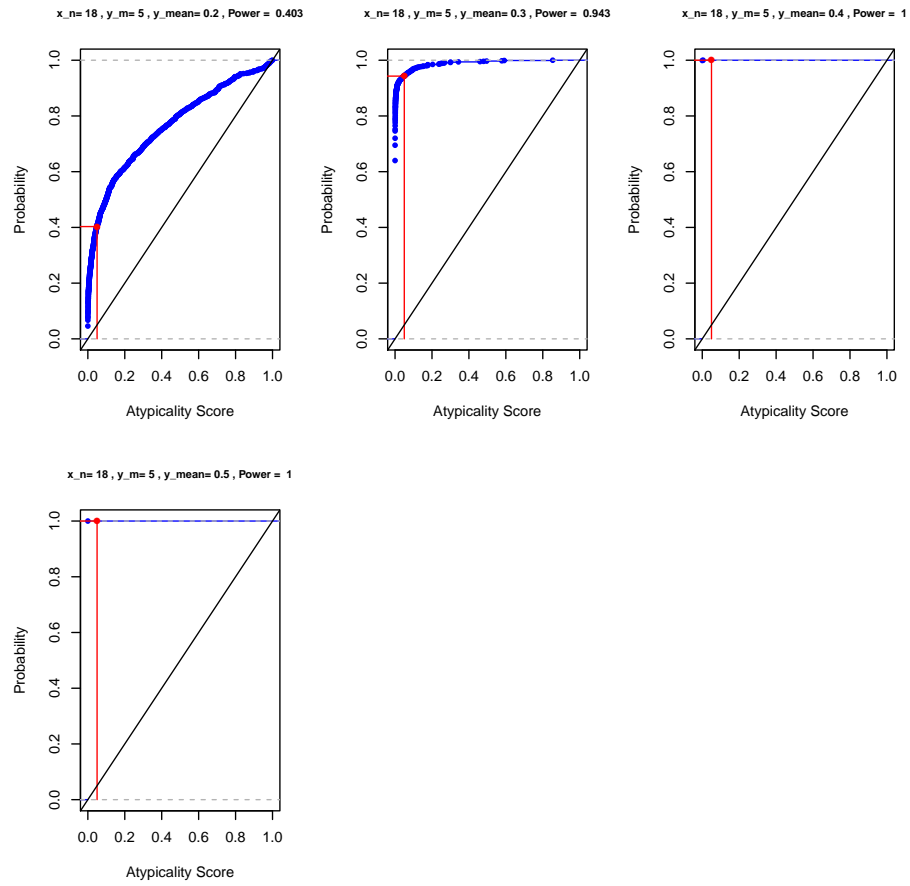 x_n= 18 , y_m= 5 , y_mean= 0.2 , Power = 0.403
Probability
1.0
0.8
0.6
0.4
0.2
0.0
0.0 0.2 0.4 0.6 0.8 1.0
Atypicality Score
x_n= 18 , y_m= 5 , y_mean= 0.3 , Power = 0.943
Probability
1.0
0.8
0.6
0.4
0.2
0.0
0.0 0.2 0.4 0.6 0.8 1.0
Atypicality Score
x_n= 18 , y_m= 5 , y_mean= 0.4 , Power = 1
Probability
1.0
0.8
0.6
0.4
0.2
0.0
0.0 0.2 0.4 0.6 0.8 1.0
Atypicality Score
x_n= 18 , y_m= 5 , y_mean= 0.5 , Power = 1
Probability
1.0
0.8
0.6
0.4
0.2
0.0
0.0 0.2 0.4 0.6 0.8 1.0
Atypicality Score